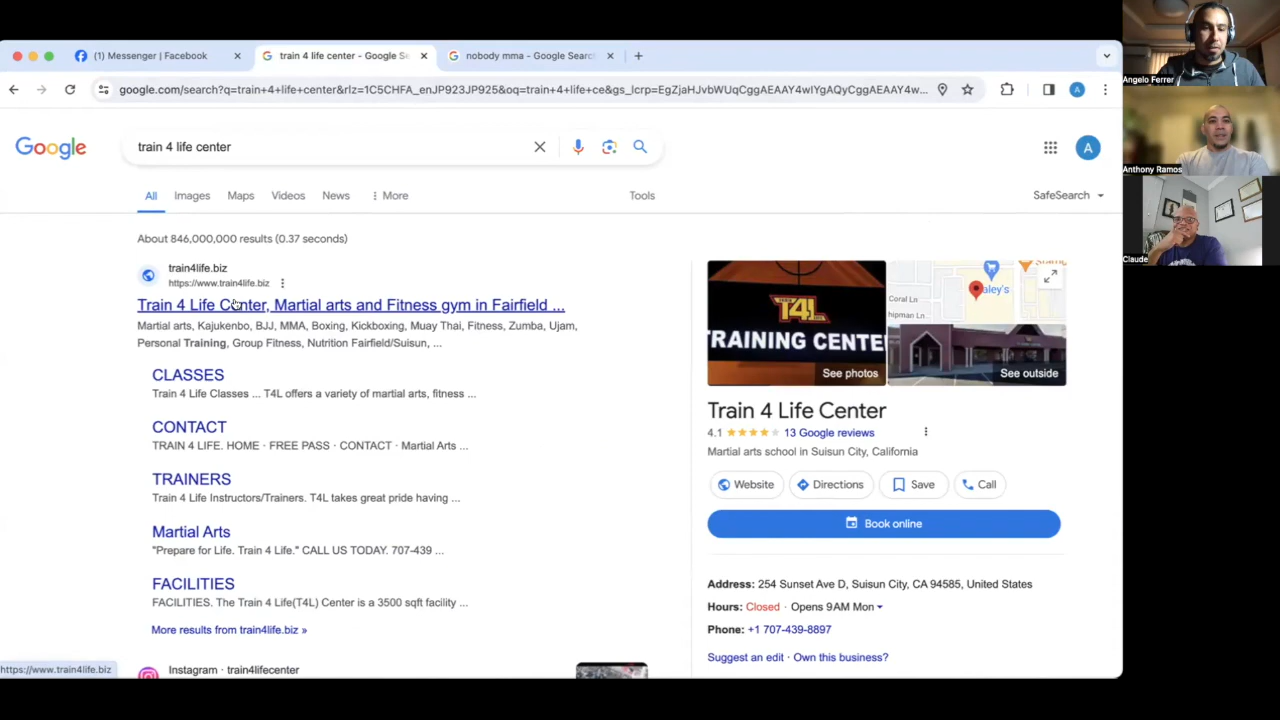 (1) Messenger | Facebook
train 4 life center - Google Se
nobody mma - Google Search
google.com/search?q=train+4+life+center&rlz=1C5CHFA_enJP923JP925&oq=train+4+life+ce&gs_lcrp=EgZjaHJvbWUqCggAEAAY4wIYgAQyCggAEAAY4w...
A
Google
train 4 life center
A
All
Images
Maps
Videos
News
More
Tools
SafeSearch
About 846,000,000 results (0.37 seconds)
train4life.biz
https://www.train4life.biz
Train 4 Life Center, Martial arts and Fitness gym in Fairfield ...
Martial arts, Kajukenbo, BJJ, MMA, Boxing, Kickboxing, Muay Thai, Fitness, Zumba, Ujam,
Personal Training, Group Fitness, Nutrition Fairfield/Suisun, ...
CLASSES
Train 4 Life Classes ... T4L offers a variety of martial arts, fitness ...
CONTACT
TRAIN 4 LIFE. HOME · FREE PASS · CONTACT · Martial Arts ...
TRAINERS
Train 4 Life Instructors/Trainers. T4L takes great pride having ...
Martial Arts
"Prepare for Life. Train 4 Life." CALL US TODAY. 707-439 ...
FACILITIES
FACILITIES. The Train 4 Life(T4L) Center is a 3500 sqft facility ...
More results from train4life.biz »
Instagram · train4lifecenter
https://www.train4life.biz
T4L
RAINING CENTE
See photos
Coral Ln
hipman Ln
aley's
See outside
Train 4 Life Center
4.1
13 Google reviews
Martial arts school in Suisun City, California
Website
Directions
Save
Call
Book online
Address: 254 Sunset Ave D, Suisun City, CA 94585, United States
Hours: Closed · Opens 9AM Mon
Phone: +1 707-439-8897
Suggest an edit · Own this business?
Angelo Ferrer
Anthony Ramos
Claude